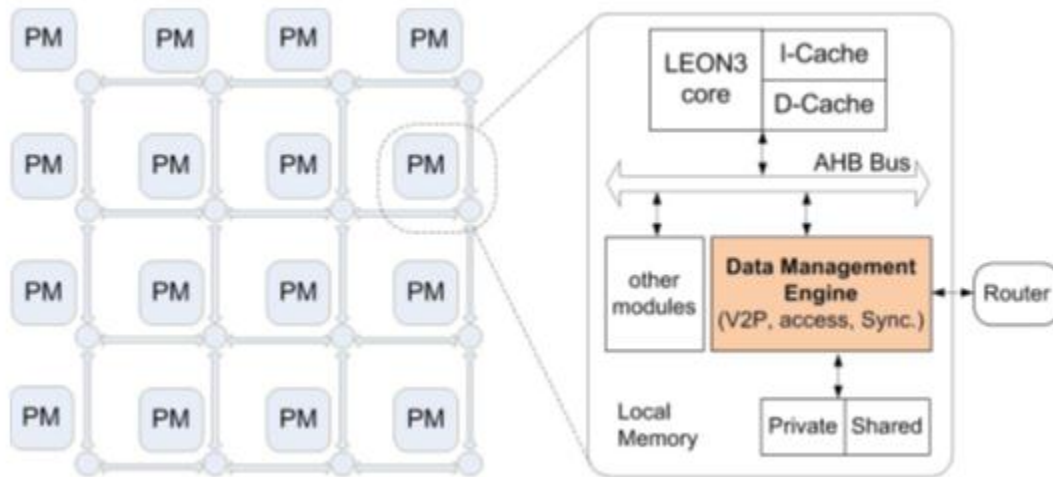 PM PM PM PM
PM PM PM PM
PM PM PM PM
PM PM PM PM
LEON3
core
I-Cache
D-Cache
AHB Bus
other
modules
Data Management
Engine
(V2P, access, Sync.)
Router
Local
Memory
Private
Shared